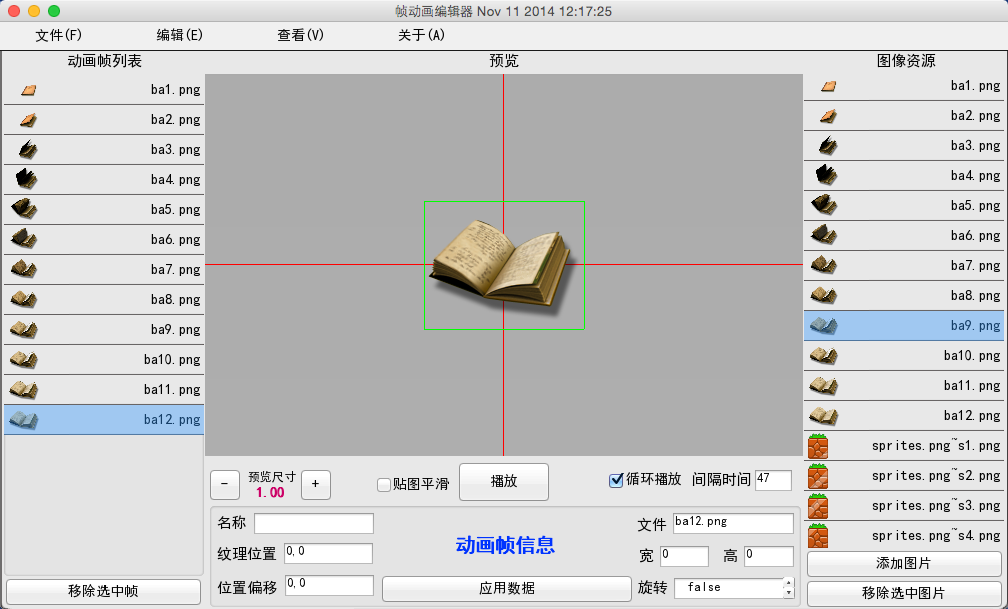 帧动画编辑器 Nov 11 2014 12:17:25
文件(F) 编辑(E) 查看(V) 关于(A)
动画帧列表
ba1.png
ba2.png
ba3.png
ba4.png
ba5.png
ba6.png
ba7.png
ba8.png
ba9.png
ba10.png
ba11.png
ba12.png
移除选中帧
预览
- 预览尺寸 +
1.00
贴图平滑
播放
循环播放 间隔时间 47
名称
纹理位置 0,0
位置偏移 0,0
动画帧信息
应用数据
文件 ba12.png
宽 0 高 0
旋转 false
图像资源
ba1.png
ba2.png
ba3.png
ba4.png
ba5.png
ba6.png
ba7.png
ba8.png
ba9.png
ba10.png
ba11.png
ba12.png
sprites.png~s1.png
sprites.png~s2.png
sprites.png~s3.png
sprites.png~s4.png
添加图片
移除选中图片